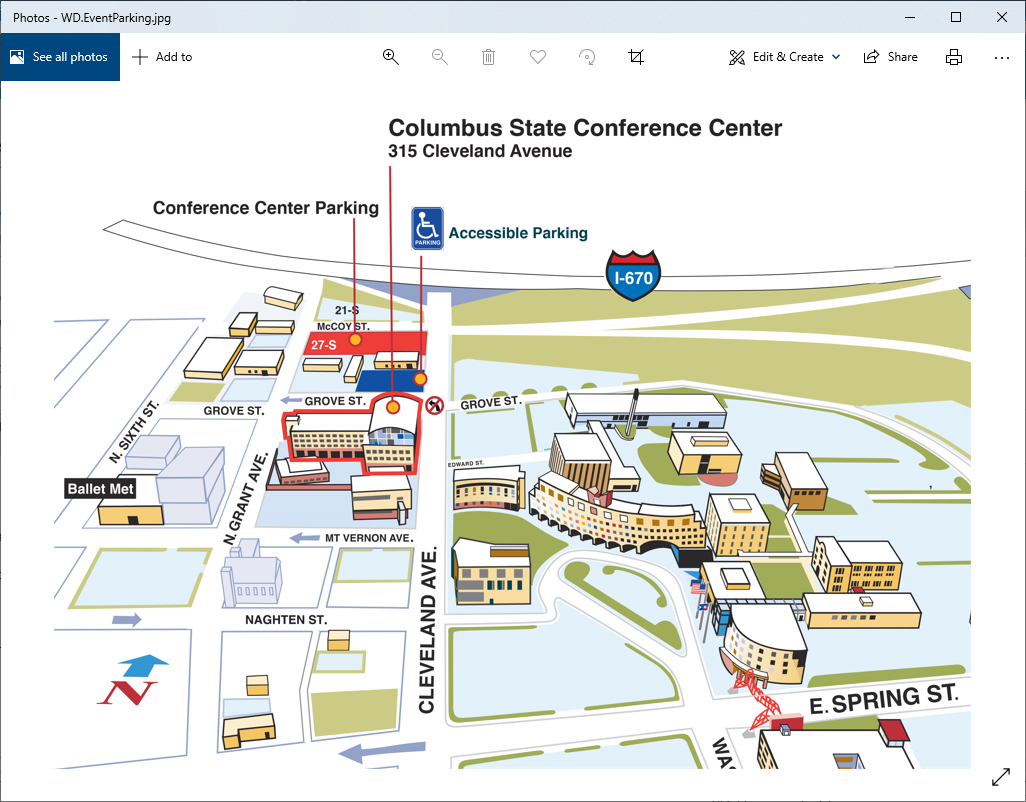 Photos - WD.EventParking.jpg
See all photos
Add to
Edit & Create
Share
Columbus State Conference Center
315 Cleveland Avenue
Conference Center Parking
PARKING
Accessible Parking
I-670
21-S
McCOY ST.
27-S
GROVE ST.
GROVE ST.
GROVE ST.
N. SIXTH ST.
EDWARD ST.
Ballet Met
N. GRANT AVE.
MT VERNON AVE.
CLEVELAND AVE.
NAGHTEN ST.
N
E. SPRING ST.